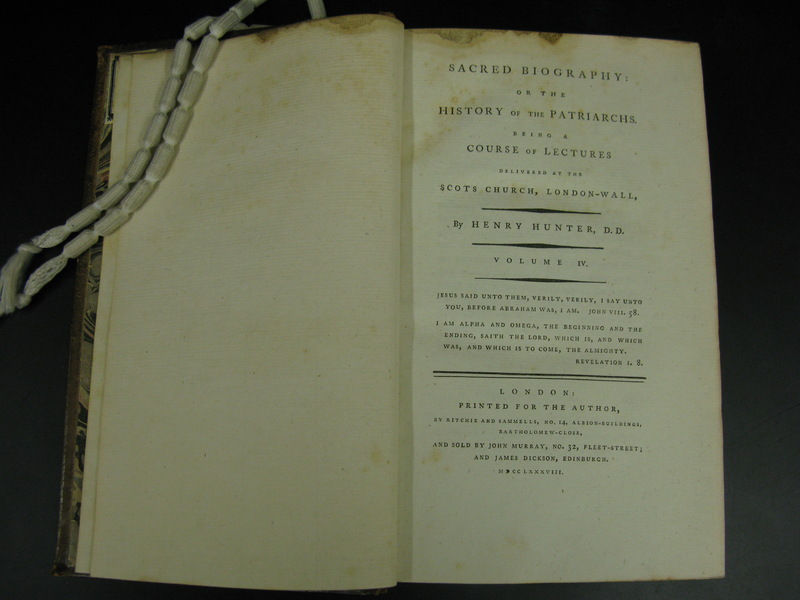 SACRED BIOGRAPHY:
OR THE
HISTORY OF THE PATRIARCHS.
BEING A
COURSE OF LECTURES
DELIVERED AT THE
SCOTS CHURCH, LONDON-WALL,
By HENRY HUNTER, D.D.
VOLUME IV.
JESUS SAID UNTO THEM, VERILY, VERILY, I SAY UNTO
YOU, BEFORE ABRAHAM WAS, I AM. JOHN VIII. 58.
I AM ALPHA AND OMEGA, THE BEGINNING AND THE
ENDING, SAITH THE LORD, WHICH IS, AND WHICH
WAS, AND WHICH IS TO COME, THE ALMIGHTY.
REVELATION I. 8.
LONDON:
PRINTED FOR THE AUTHOR,
BY RITCHIE AND SAMMELLS, NO. 14, ALBION-BUILDINGS,
BARTHOLOMEW-CLOSE,
AND SOLD BY JOHN MURRAY, NO. 32, FLEET-STREET;
AND JAMES DICKSON, EDINBURGH.
MDCCLXXXVIII.